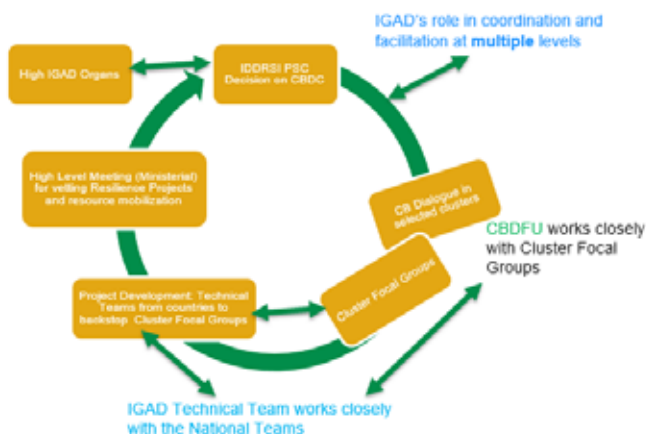 IGAD's role in coordination and
facilitation at multiple levels
High IGAD Organs
IDDRSI PSC
Decision on CBDC
High Level Meeting (Ministerial)
for vetting Resilience Projects
and resource mobilization
CB Dialogue in
selected clusters
CBDFU works closely
with Cluster Focal
Groups
Cluster Focal Groups
Project Development: Technical
Teams from countries to
backstop Cluster Focal Groups
IGAD Technical Team works closely
with the National Teams